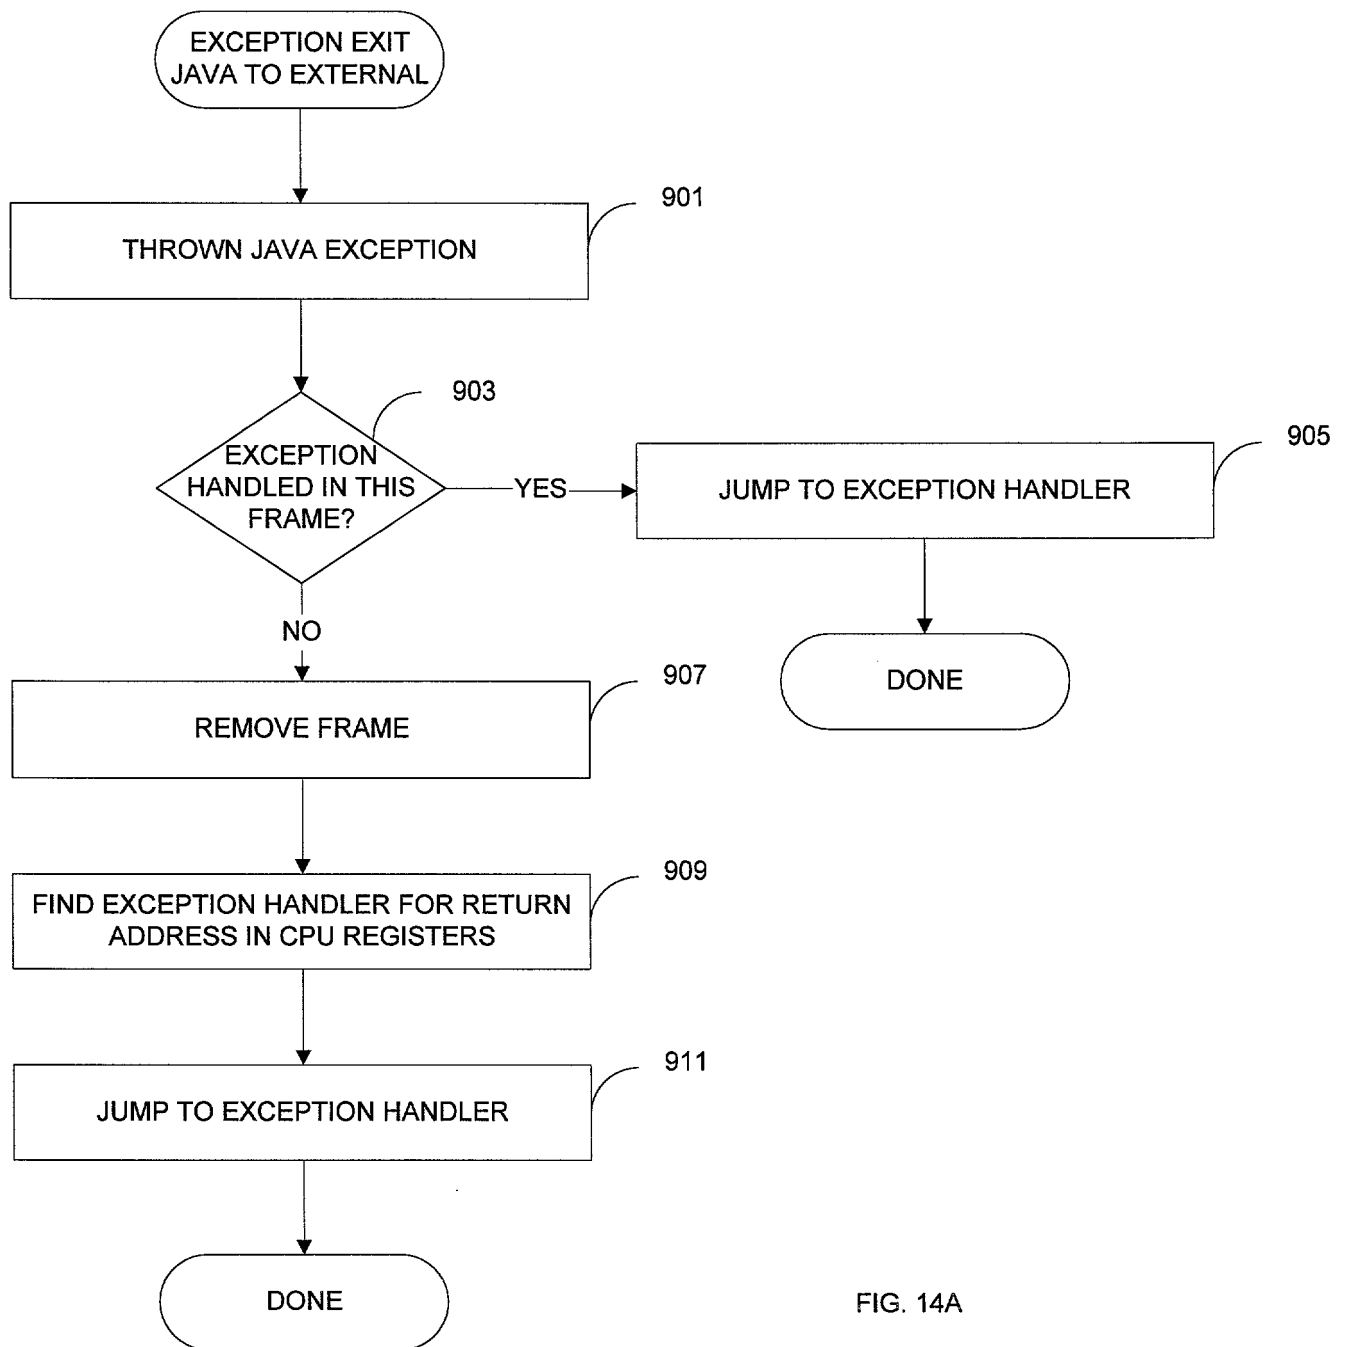 EXCEPTION EXIT
JAVA TO EXTERNAL
901
THROWN JAVA EXCEPTION
903
EXCEPTION
HANDLED IN THIS
FRAME?
YES
905
JUMP TO EXCEPTION HANDLER
DONE
NO
907
REMOVE FRAME
909
FIND EXCEPTION HANDLER FOR RETURN
ADDRESS IN CPU REGISTERS
911
JUMP TO EXCEPTION HANDLER
DONE
FIG. 14A